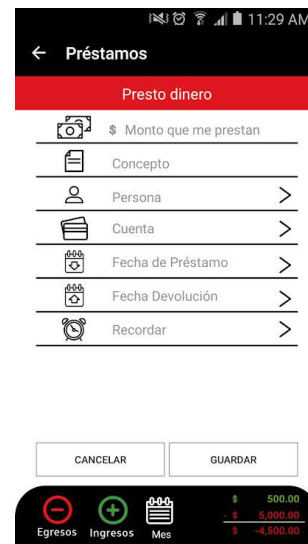 11:29 AM
Préstamos
Presto dinero
$ Monto que me prestan
Concepto
Persona
Cuenta
Fecha de Préstamo
Fecha Devolución
Recordar
CANCELAR GUARDAR
$ 500.00
- $ 5,000.00
$ -4,500.00
Egresos Ingresos Mes